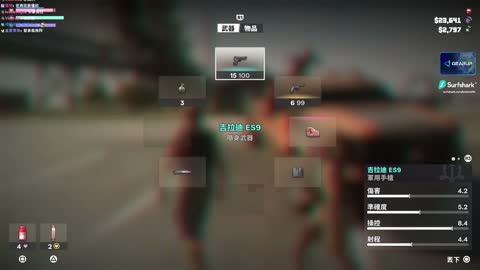 R1
武器 物品
$23,641
$2,797
GEARUP
Surfshark
15 100
3
6 99
吉拉迪 ES9
隨身武器
吉拉迪 ES9
軍用手槍
傷害 4.2
準確度 5.2
操控 8.4
射程 4.4
4
2
丟下